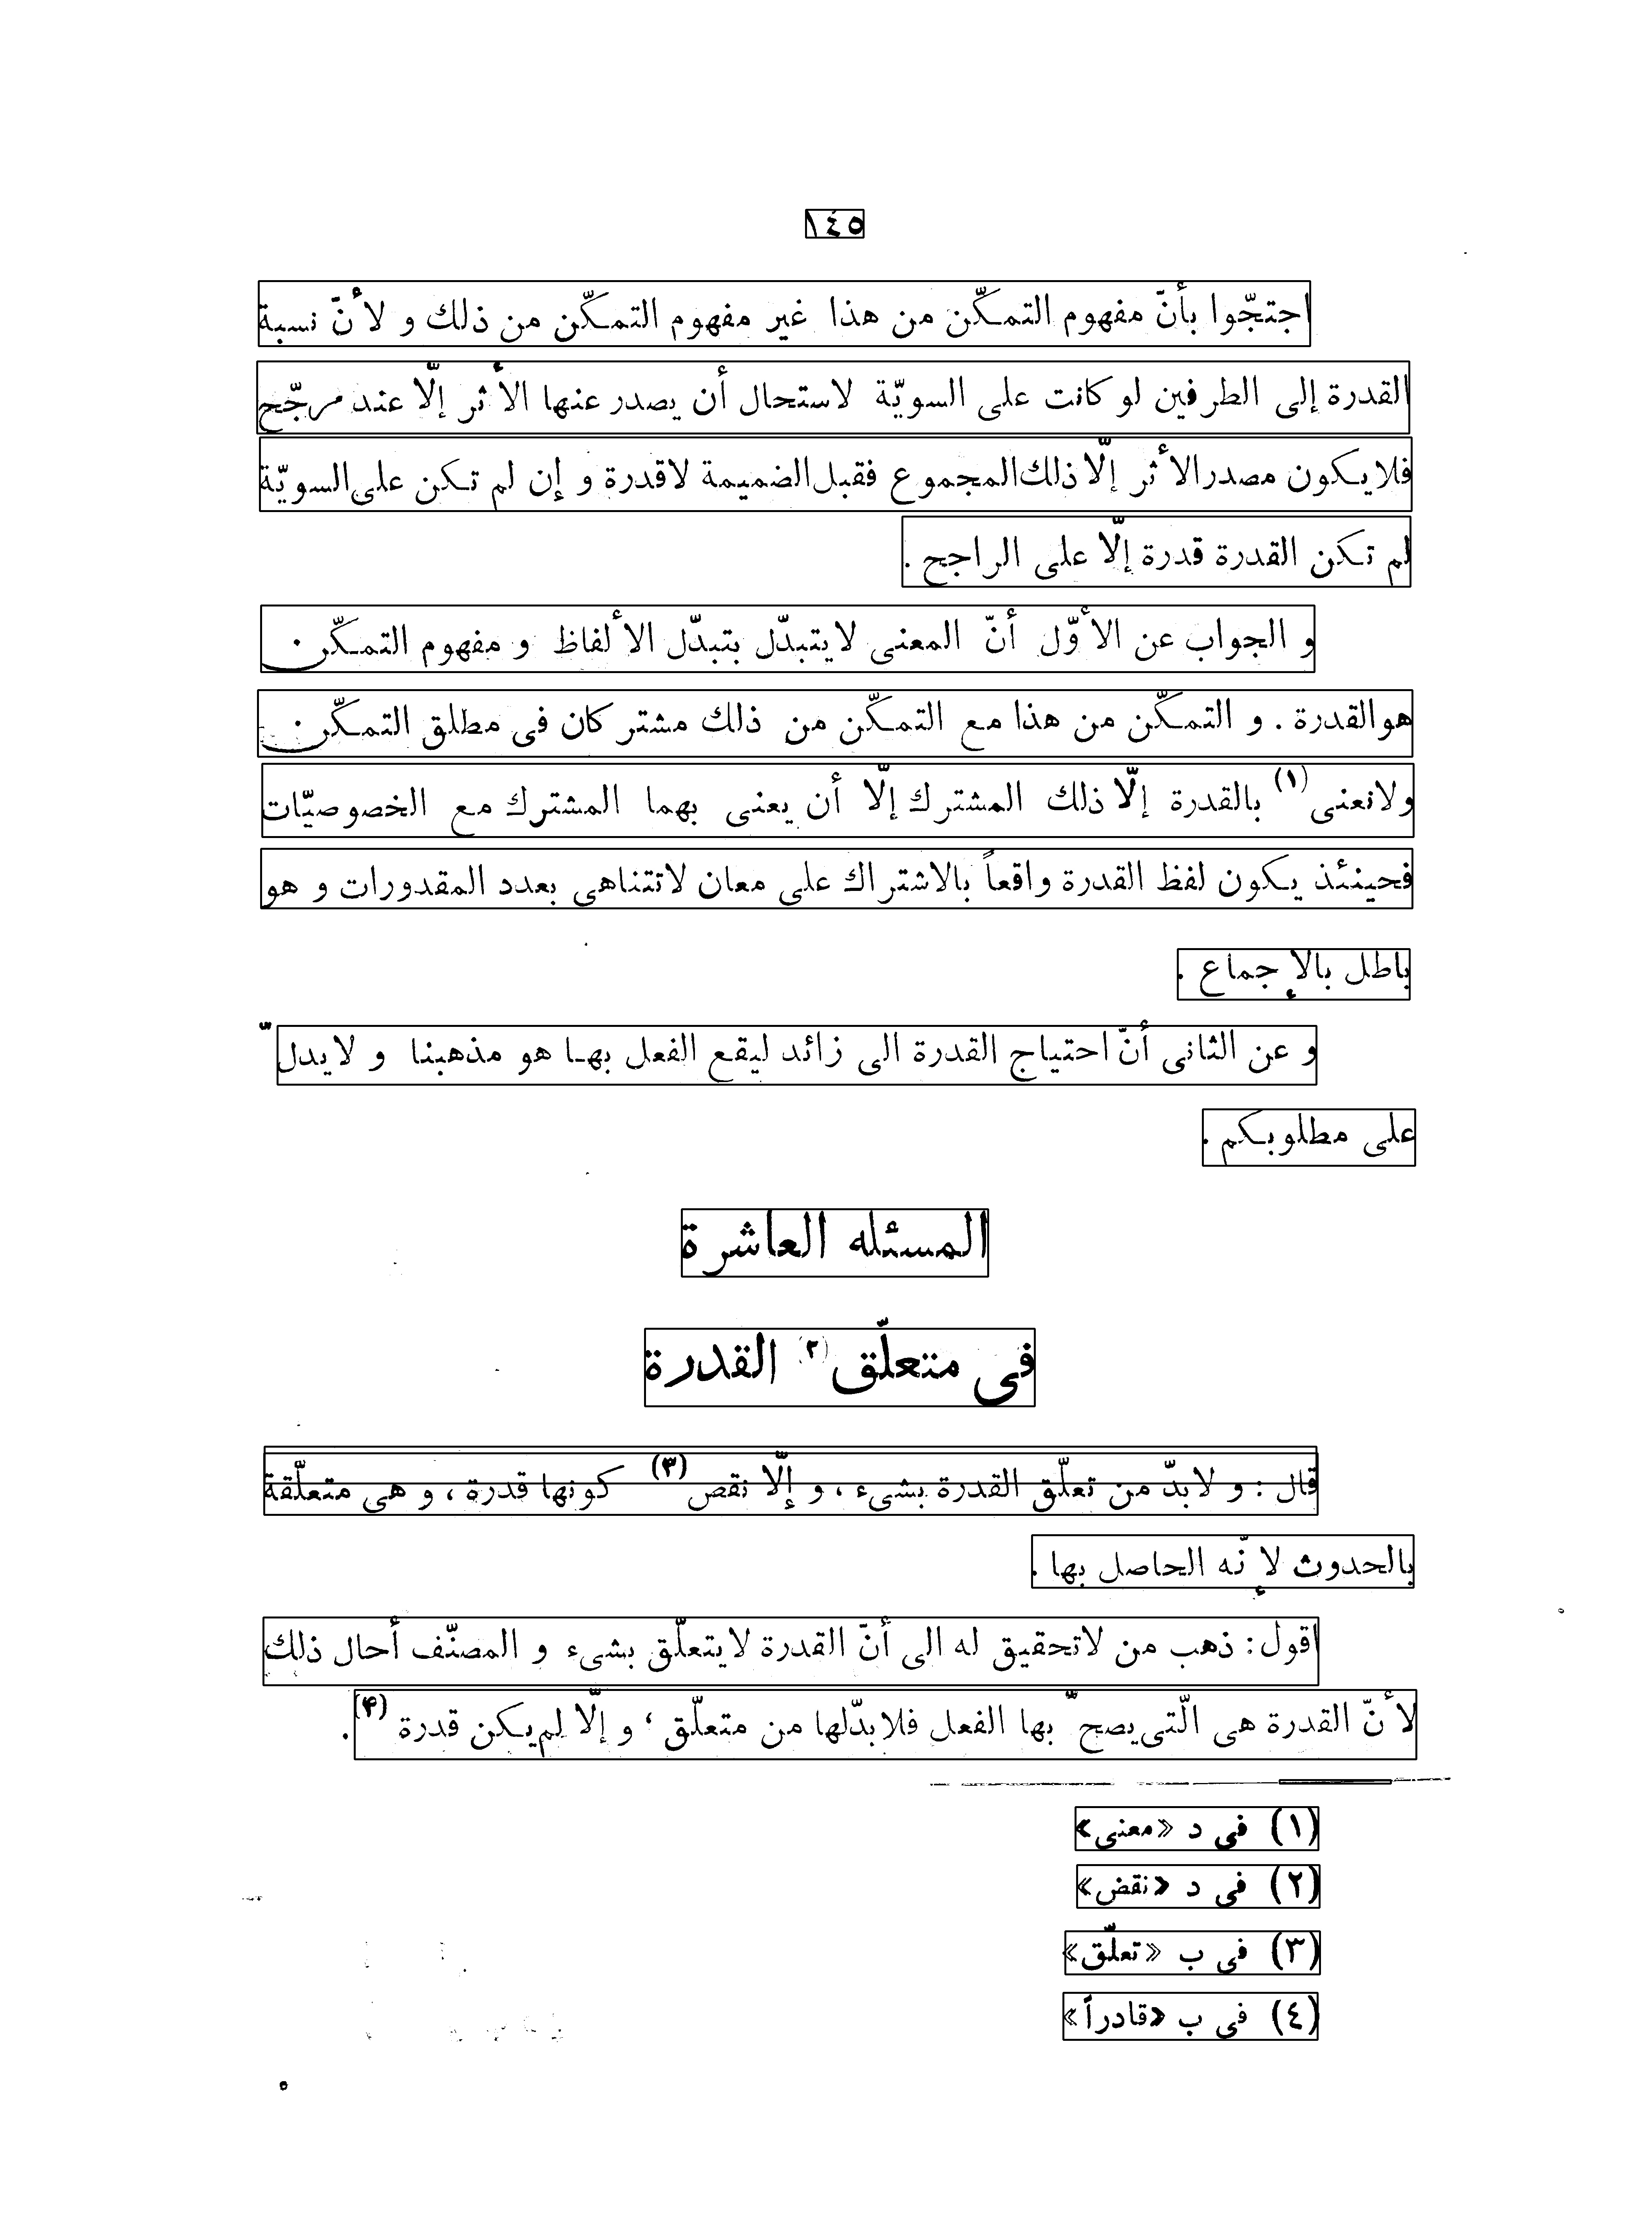 ١٤٥
احتجّوا بأنّ مفهوم التمكّن من هذا غير مفهوم التمكّن من ذلك و لأنّ نسبة
القدرة إلى الطرفين لو كانت على السويّة لاستحال أن يصدر عنها الأثر إلّا عند مرجّح
فلا يكون مصدر الأثر إلّا ذلك المجموع فقبل الضميمة لاقدرة و إن لم تكن على السويّة
لم تكن القدرة قدرة إلّا على الراجح .
و الجواب عن الأوّل أنّ المعنى لايتبدّل بتبدّل الألفاظ و مفهوم التمكّن
هو القدرة . و التمكّن من هذا مع التمكّن من ذلك مشتركان فى مطلق التمكّن
ولانعنى (١) بالقدرة إلّا ذلك المشترك إلّا أن يعنى بهما المشترك مع الخصوصيّات
فحينئذ يكون لفظ القدرة واقعاً بالاشتراك على معان لاتتناهى بعدد المقدورات و هو
باطل بالإجماع .
و عن الثانى أنّ احتياج القدرة الى زائد ليقع الفعل بها هو مذهبنا و لايدلّ
على مطلوبكم .
المسئله العاشرة
فى متعلّق (٢) القدرة
قال : و لابدّ من تعلّق القدرة بشىء ، و إلّا نقص (٣) كونها قدرة ، و هى متعلّقة
بالحدوث لإنّه الحاصل بها .
اقول : ذهب من لاتحقيق له الى أنّ القدرة لايتعلّق بشىء و المصنّف أحال ذلك
لأنّ القدرة هى الّتى يصحّ بها الفعل فلابدّلها من متعلّق ، و إلّا لم يكن قدرة (۴) .
(١) فى د «معنى»
(٢) فى د «نقض»
(٣) فى ب «تعلّق»
(٤) فى ب «قادراً»